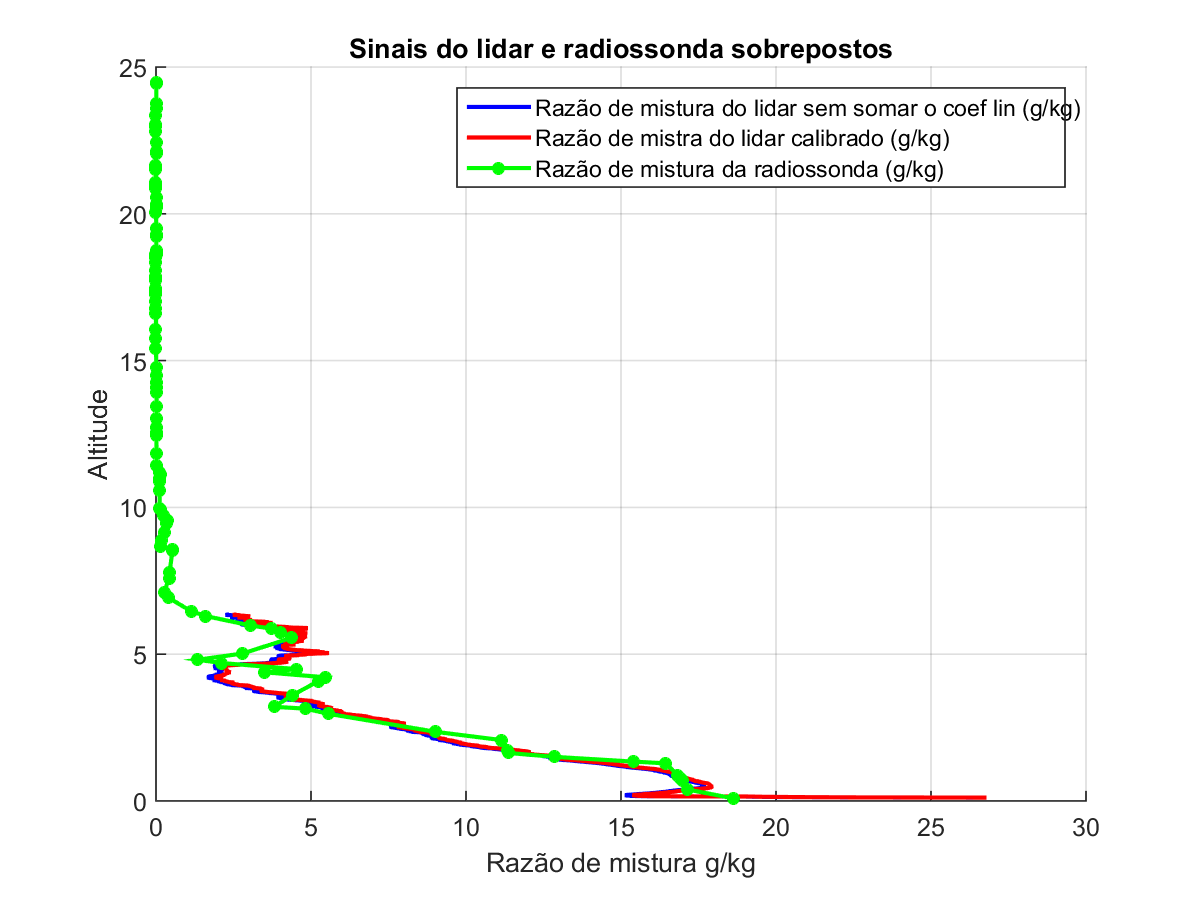 Sinais do lidar e radiossonda sobrepostos
25
Razão de mistura do lidar sem somar o coef lin (g/kg)
Razão de mistra do lidar calibrado (g/kg)
Razão de mistura da radiossonda (g/kg)
20
15
Altitude
10
5
0
0 5 10 15 20 25 30
Razão de mistura g/kg